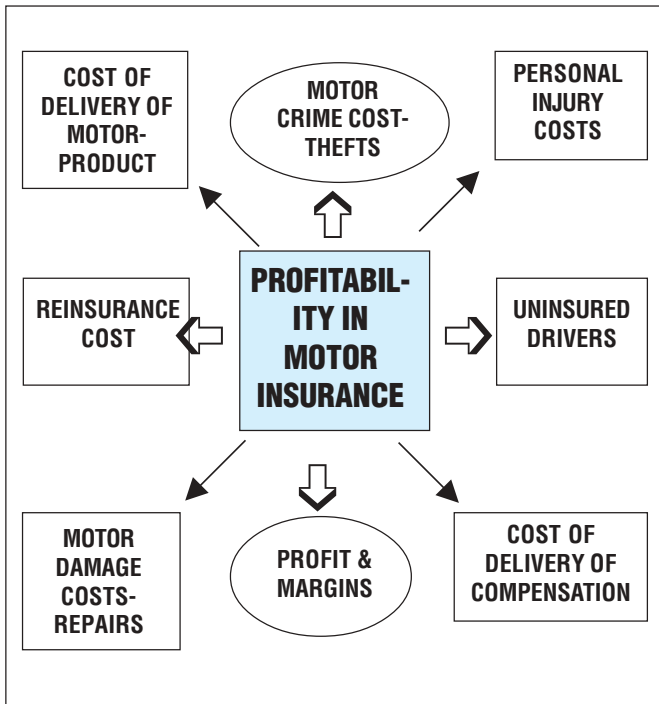 COST OF
DELIVERY OF
MOTOR-
PRODUCT
MOTOR
CRIME COST-
THEFTS
PERSONAL
INJURY
COSTS
REINSURANCE
COST
PROFITABIL-
ITY IN
MOTOR
INSURANCE
UNINSURED
DRIVERS
MOTOR
DAMAGE
COSTS-
REPAIRS
PROFIT &
MARGINS
COST OF
DELIVERY OF
COMPENSATION